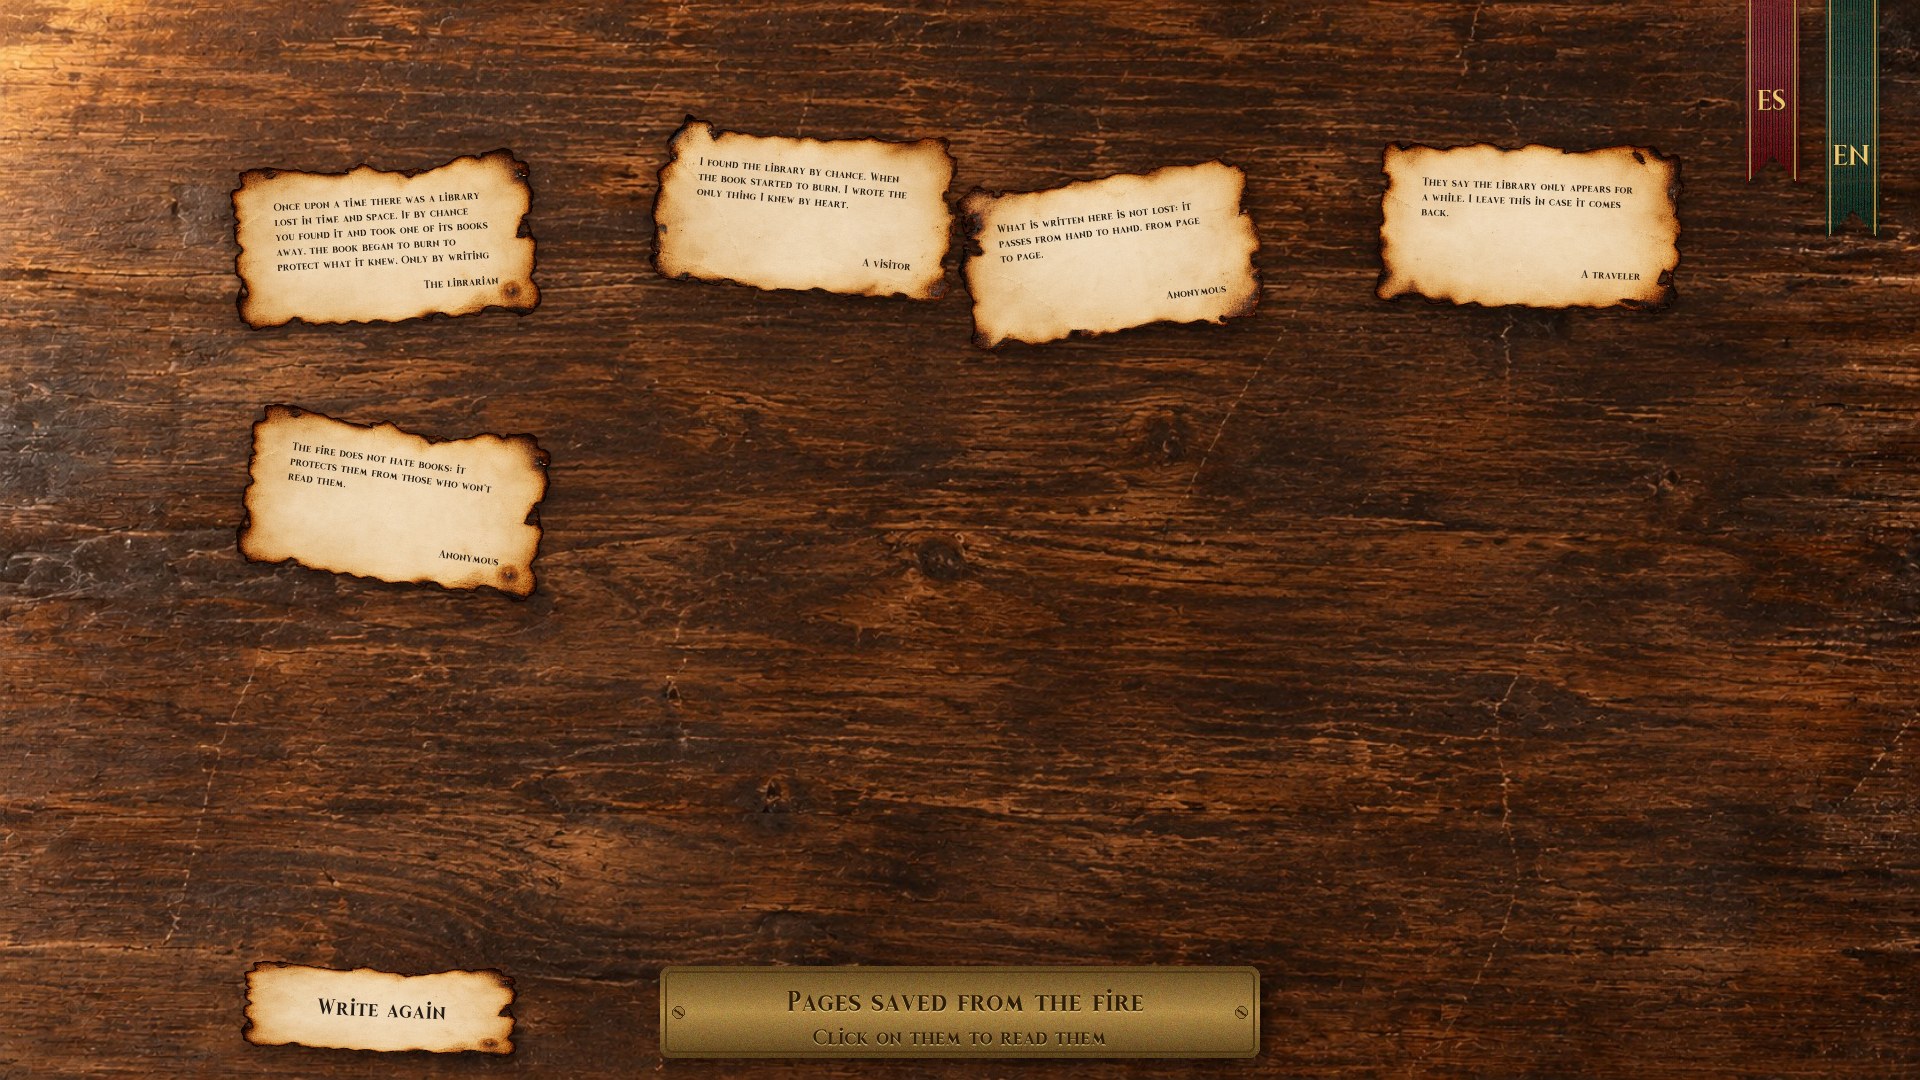 Once upon a time there was a library
lost in time and space. If by chance
you found it and took one of its books
away, the book began to burn to
protect what it knew. Only by writing
The librarian
I found the library by chance. When
the book started to burn, I wrote the
only thing I knew by heart.
A visitor
What is written here is not lost: it
passes from hand to hand, from page
to page.
Anonymous
They say the library only appears for
a while. I leave this in case it comes
back.
A traveler
ES
EN
The fire does not hate books: it
protects them from those who won't
read them.
Anonymous
Write again
Pages saved from the fire
Click on them to read them